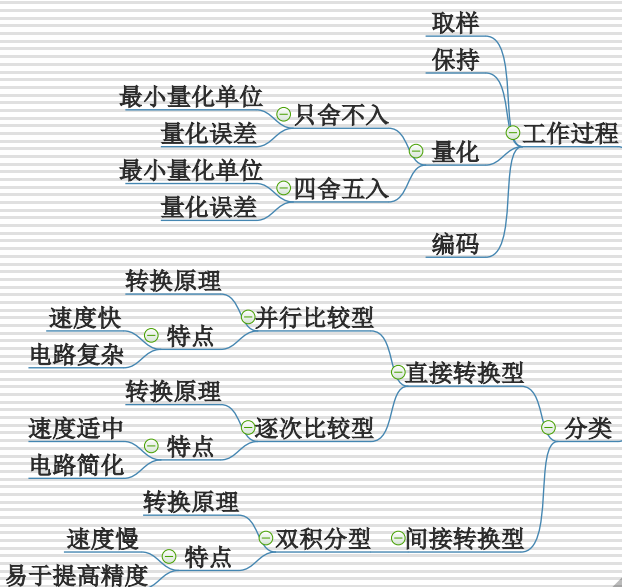 取样
保持
最小量化单位
只舍不入
量化误差
工作过程
量化
最小量化单位
四舍五入
量化误差
编码
转换原理
并行比较型
速度快
特点
电路复杂
直接转换型
转换原理
逐次比较型
速度适中
特点
电路简化
分类
转换原理
双积分型
间接转换型
速度慢
特点
易于提高精度